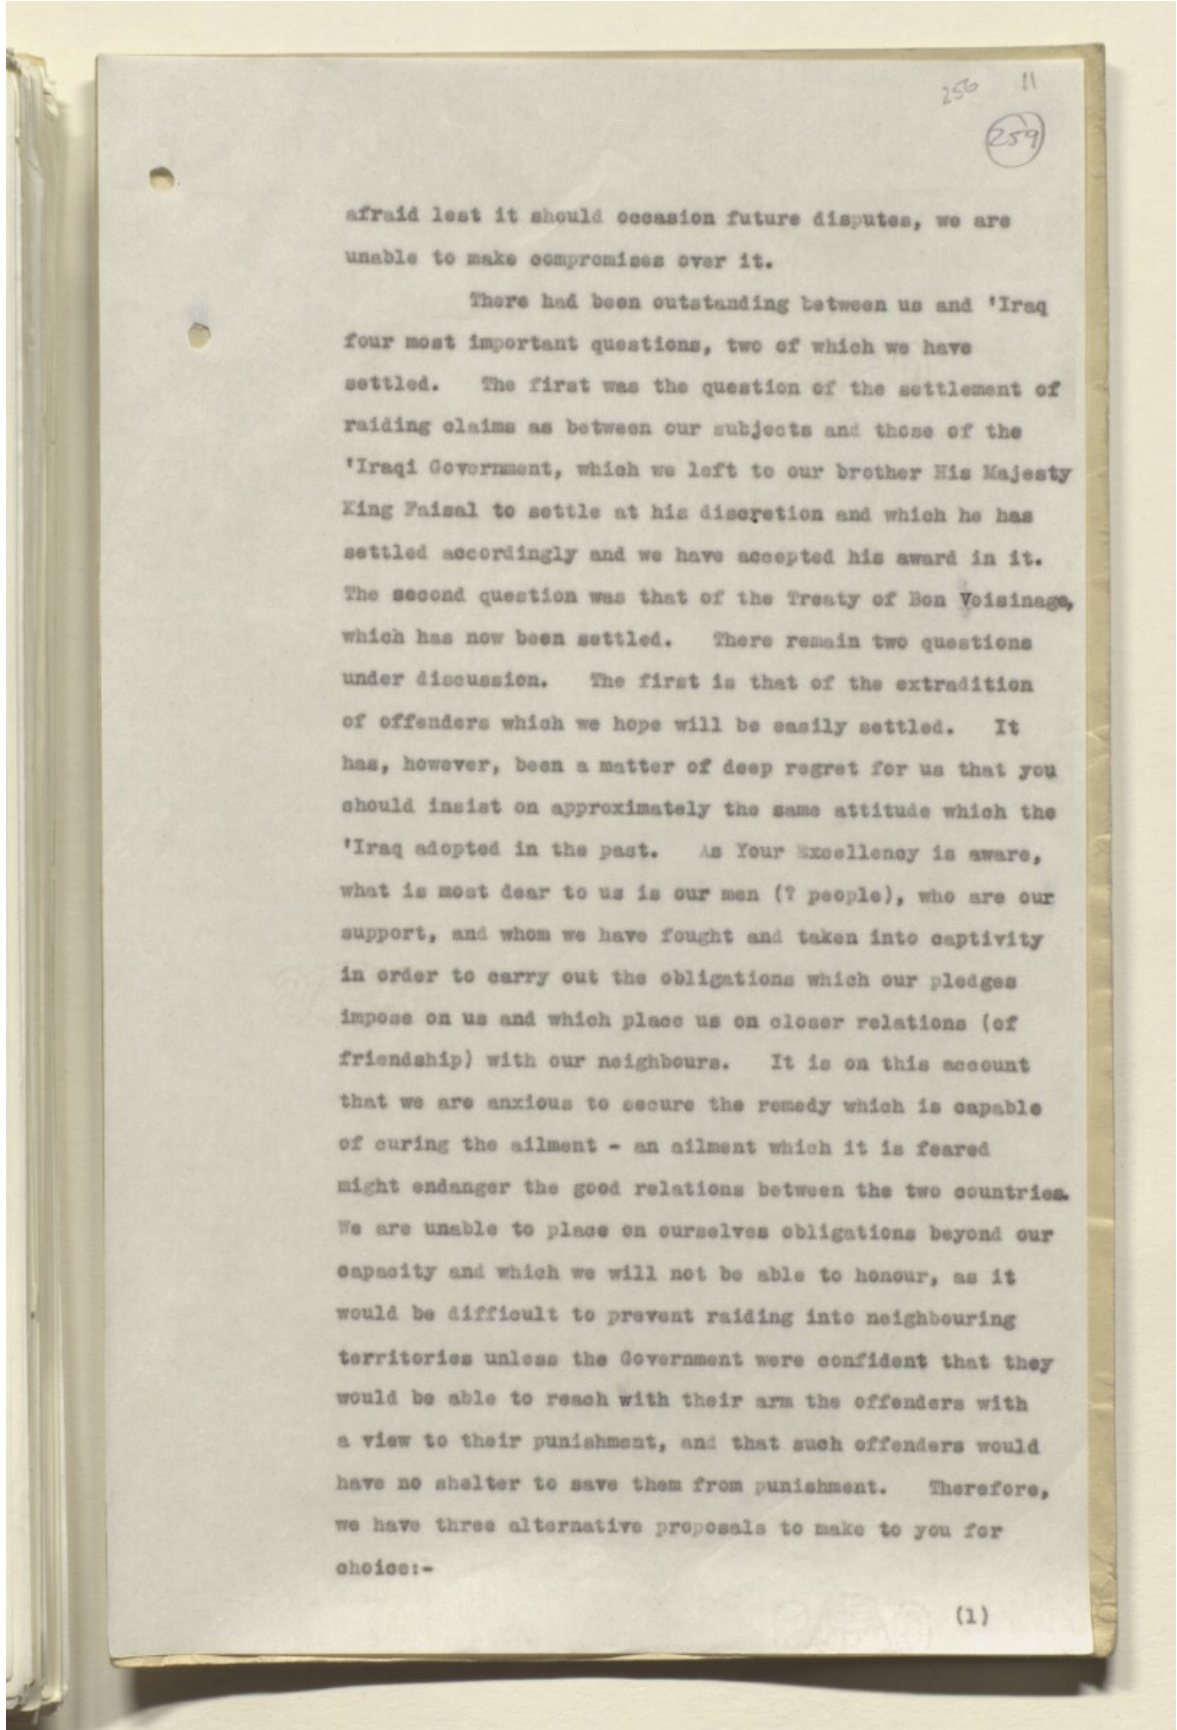 256 11
259
afraid lest it should occasion future disputes, we are
unable to make compromises over it.
There had been outstanding between us and 'Iraq
four most important questions, two of which we have
settled. The first was the question of the settlement of
raiding claims as between our subjects and those of the
'Iraqi Government, which we left to our brother His Majesty
King Faisal to settle at his discretion and which he has
settled accordingly and we have accepted his award in it.
The second question was that of the Treaty of Bon Voisinage,
which has now been settled. There remain two questions
under discussion. The first is that of the extradition
of offenders which we hope will be easily settled. It
has, however, been a matter of deep regret for us that you
should insist on approximately the same attitude which the
'Iraq adopted in the past. As Your Excellency is aware,
what is most dear to us is our men (? people), who are our
support, and whom we have fought and taken into captivity
in order to carry out the obligations which our pledges
impose on us and which place us on closer relations (of
friendship) with our neighbours. It is on this account
that we are anxious to secure the remedy which is capable
of curing the ailment - an ailment which it is feared
might endanger the good relations between the two countries.
We are unable to place on ourselves obligations beyond our
capacity and which we will not be able to honour, as it
would be difficult to prevent raiding into neighbouring
territories unless the Government were confident that they
would be able to reach with their arm the offenders with
a view to their punishment, and that such offenders would
have no shelter to save them from punishment. Therefore,
we have three alternative proposals to make to you for
choice:-
(1)